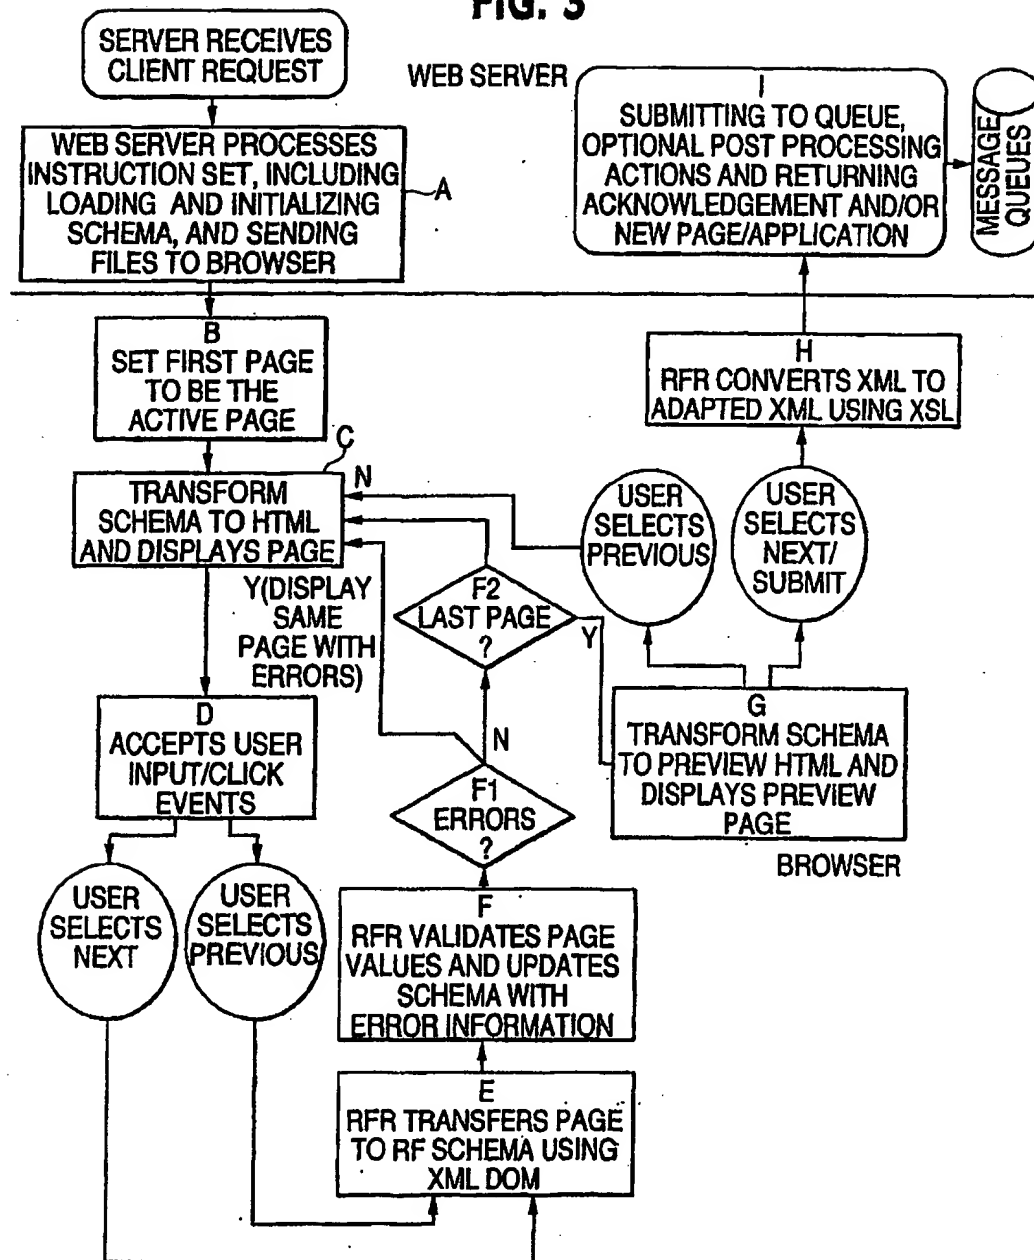 FIG. 3
SERVER RECEIVES
CLIENT REQUEST
WEB SERVER PROCESSES
INSTRUCTION SET, INCLUDING
LOADING AND INITIALIZING
SCHEMA, AND SENDING
FILES TO BROWSER
A
WEB SERVER
I
SUBMITTING TO QUEUE,
OPTIONAL POST PROCESSING
ACTIONS AND RETURNING
ACKNOWLEDGEMENT AND/OR
NEW PAGE/APPLICATION
MESSAGE
QUEUES
B
SET FIRST PAGE
TO BE THE
ACTIVE PAGE
C
TRANSFORM
SCHEMA TO HTML
AND DISPLAYS PAGE
N
H
RFR CONVERTS XML TO
ADAPTED XML USING XSL
USER
SELECTS
PREVIOUS
USER
SELECTS
NEXT/
SUBMIT
Y(DISPLAY
SAME
PAGE WITH
ERRORS)
F2
LAST PAGE
?
Y
G
TRANSFORM SCHEMA
TO PREVIEW HTML AND
DISPLAYS PREVIEW
PAGE
BROWSER
D
ACCEPTS USER
INPUT/CLICK
EVENTS
N
F1
ERRORS
?
USER
SELECTS
NEXT
USER
SELECTS
PREVIOUS
F
RFR VALIDATES PAGE
VALUES AND UPDATES
SCHEMA WITH
ERROR INFORMATION
E
RFR TRANSFERS PAGE
TO RF SCHEMA USING
XML DOM